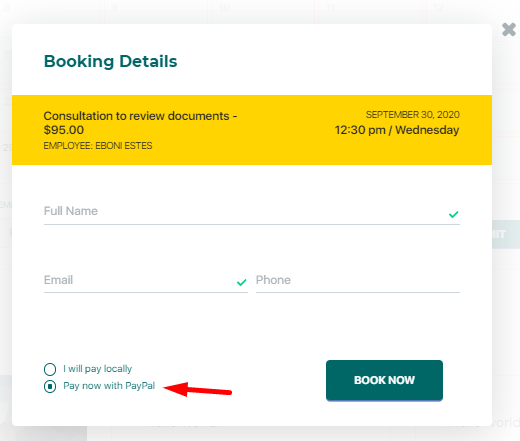 Booking Details
Consultation to review documents -
$95.00
EMPLOYEE: EBONI ESTES
SEPTEMBER 30, 2020
12:30 pm / Wednesday
Full Name
Email
Phone
I will pay locally
Pay now with PayPal
BOOK NOW